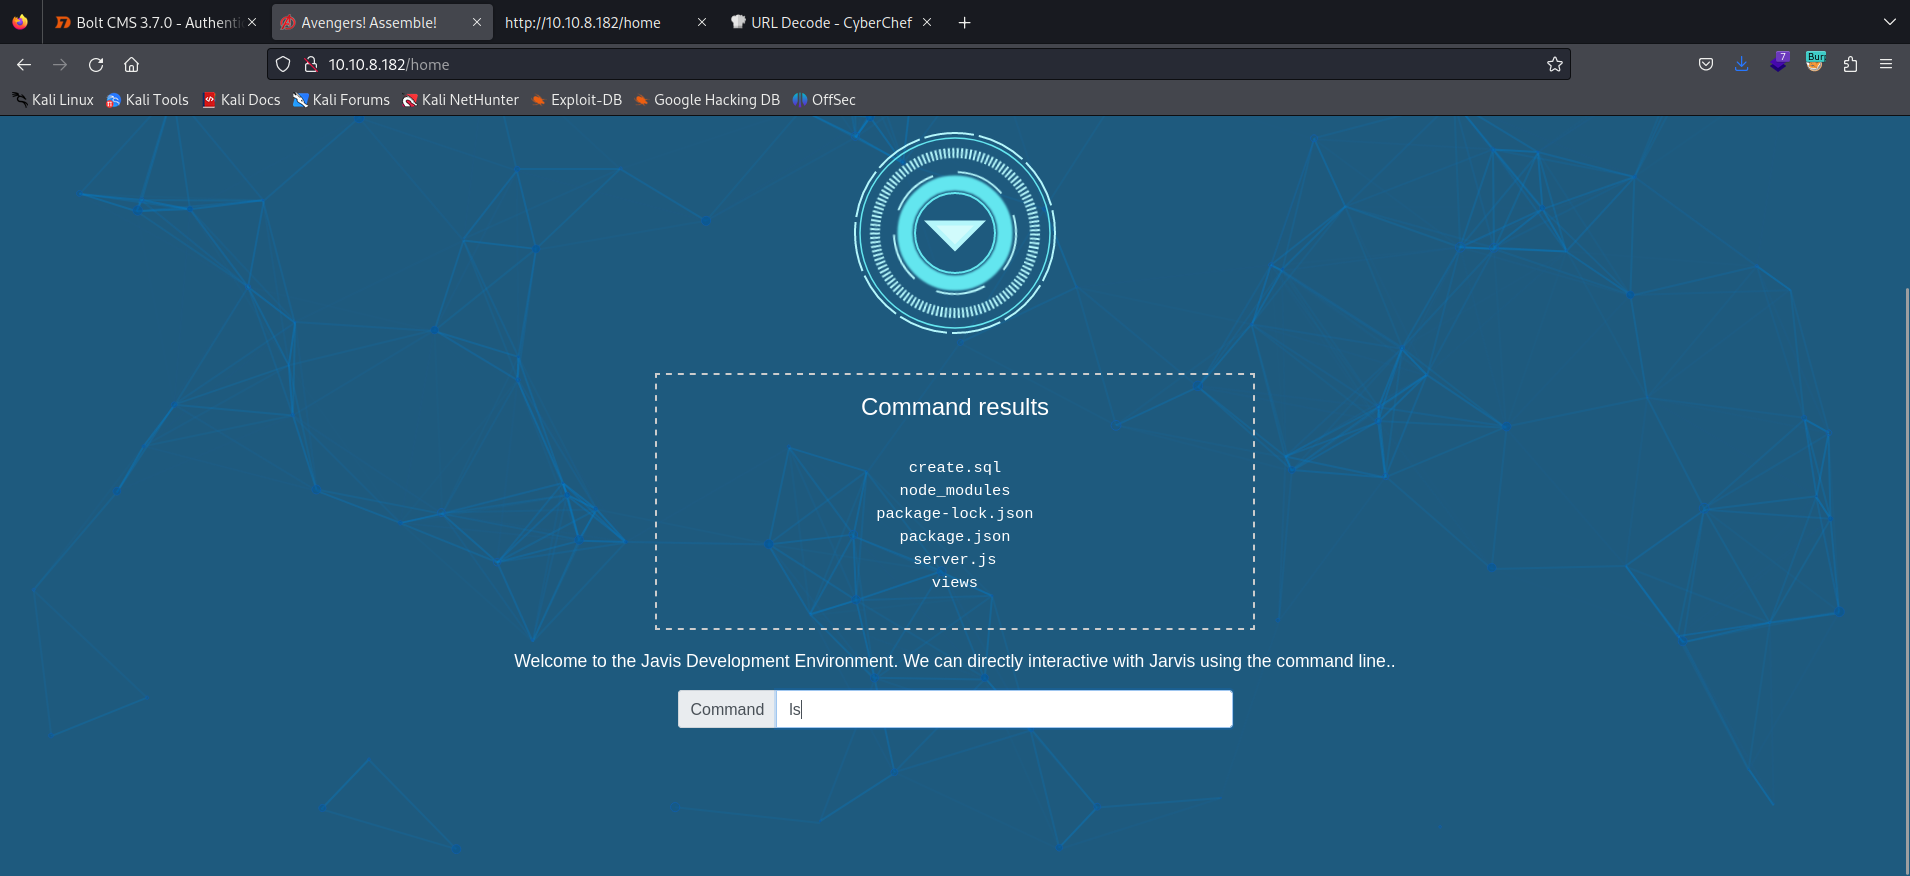 Bolt CMS 3.7.0 - Authenti
Avengers! Assemble!
http://10.10.8.182/home
URL Decode - CyberChef
10.10.8.182/home
7
Bur
Kali Linux
Kali Tools
Kali Docs
Kali Forums
Kali NetHunter
Exploit-DB
Google Hacking DB
OffSec
Command results
create.sql
node_modules
package-lock.json
package.json
server.js
views
Welcome to the Javis Development Environment. We can directly interactive with Jarvis using the command line..
Command
ls